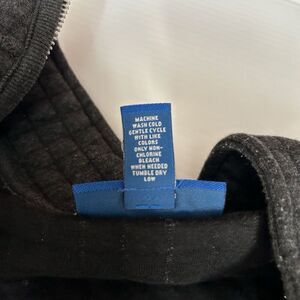 MACHINE
WASH COLD
GENTLE CYCLE
WITH LIKE
COLORS
ONLY NON-
CHLORINE
BLEACH
WHEN NEEDED
TUMBLE DRY
LOW